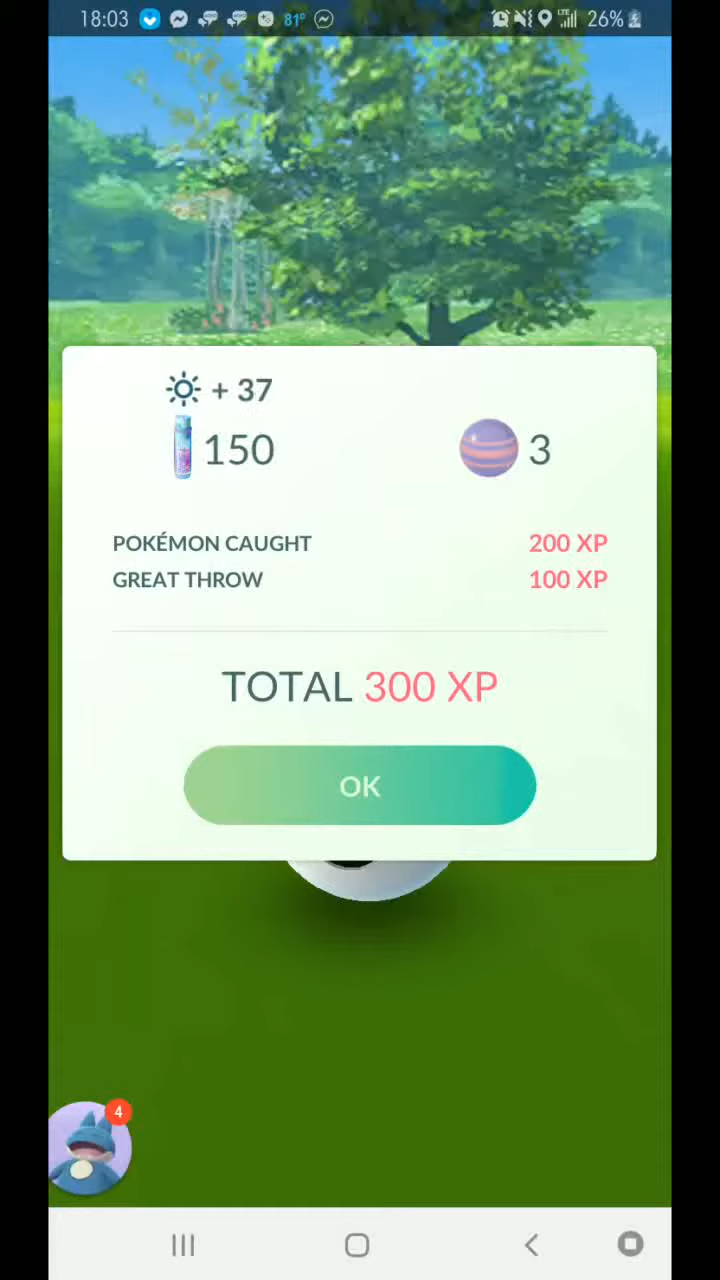 18:03 81° LTE 26%
+ 37
150 3
POKÉMON CAUGHT 200 XP
GREAT THROW 100 XP
TOTAL 300 XP
OK
4